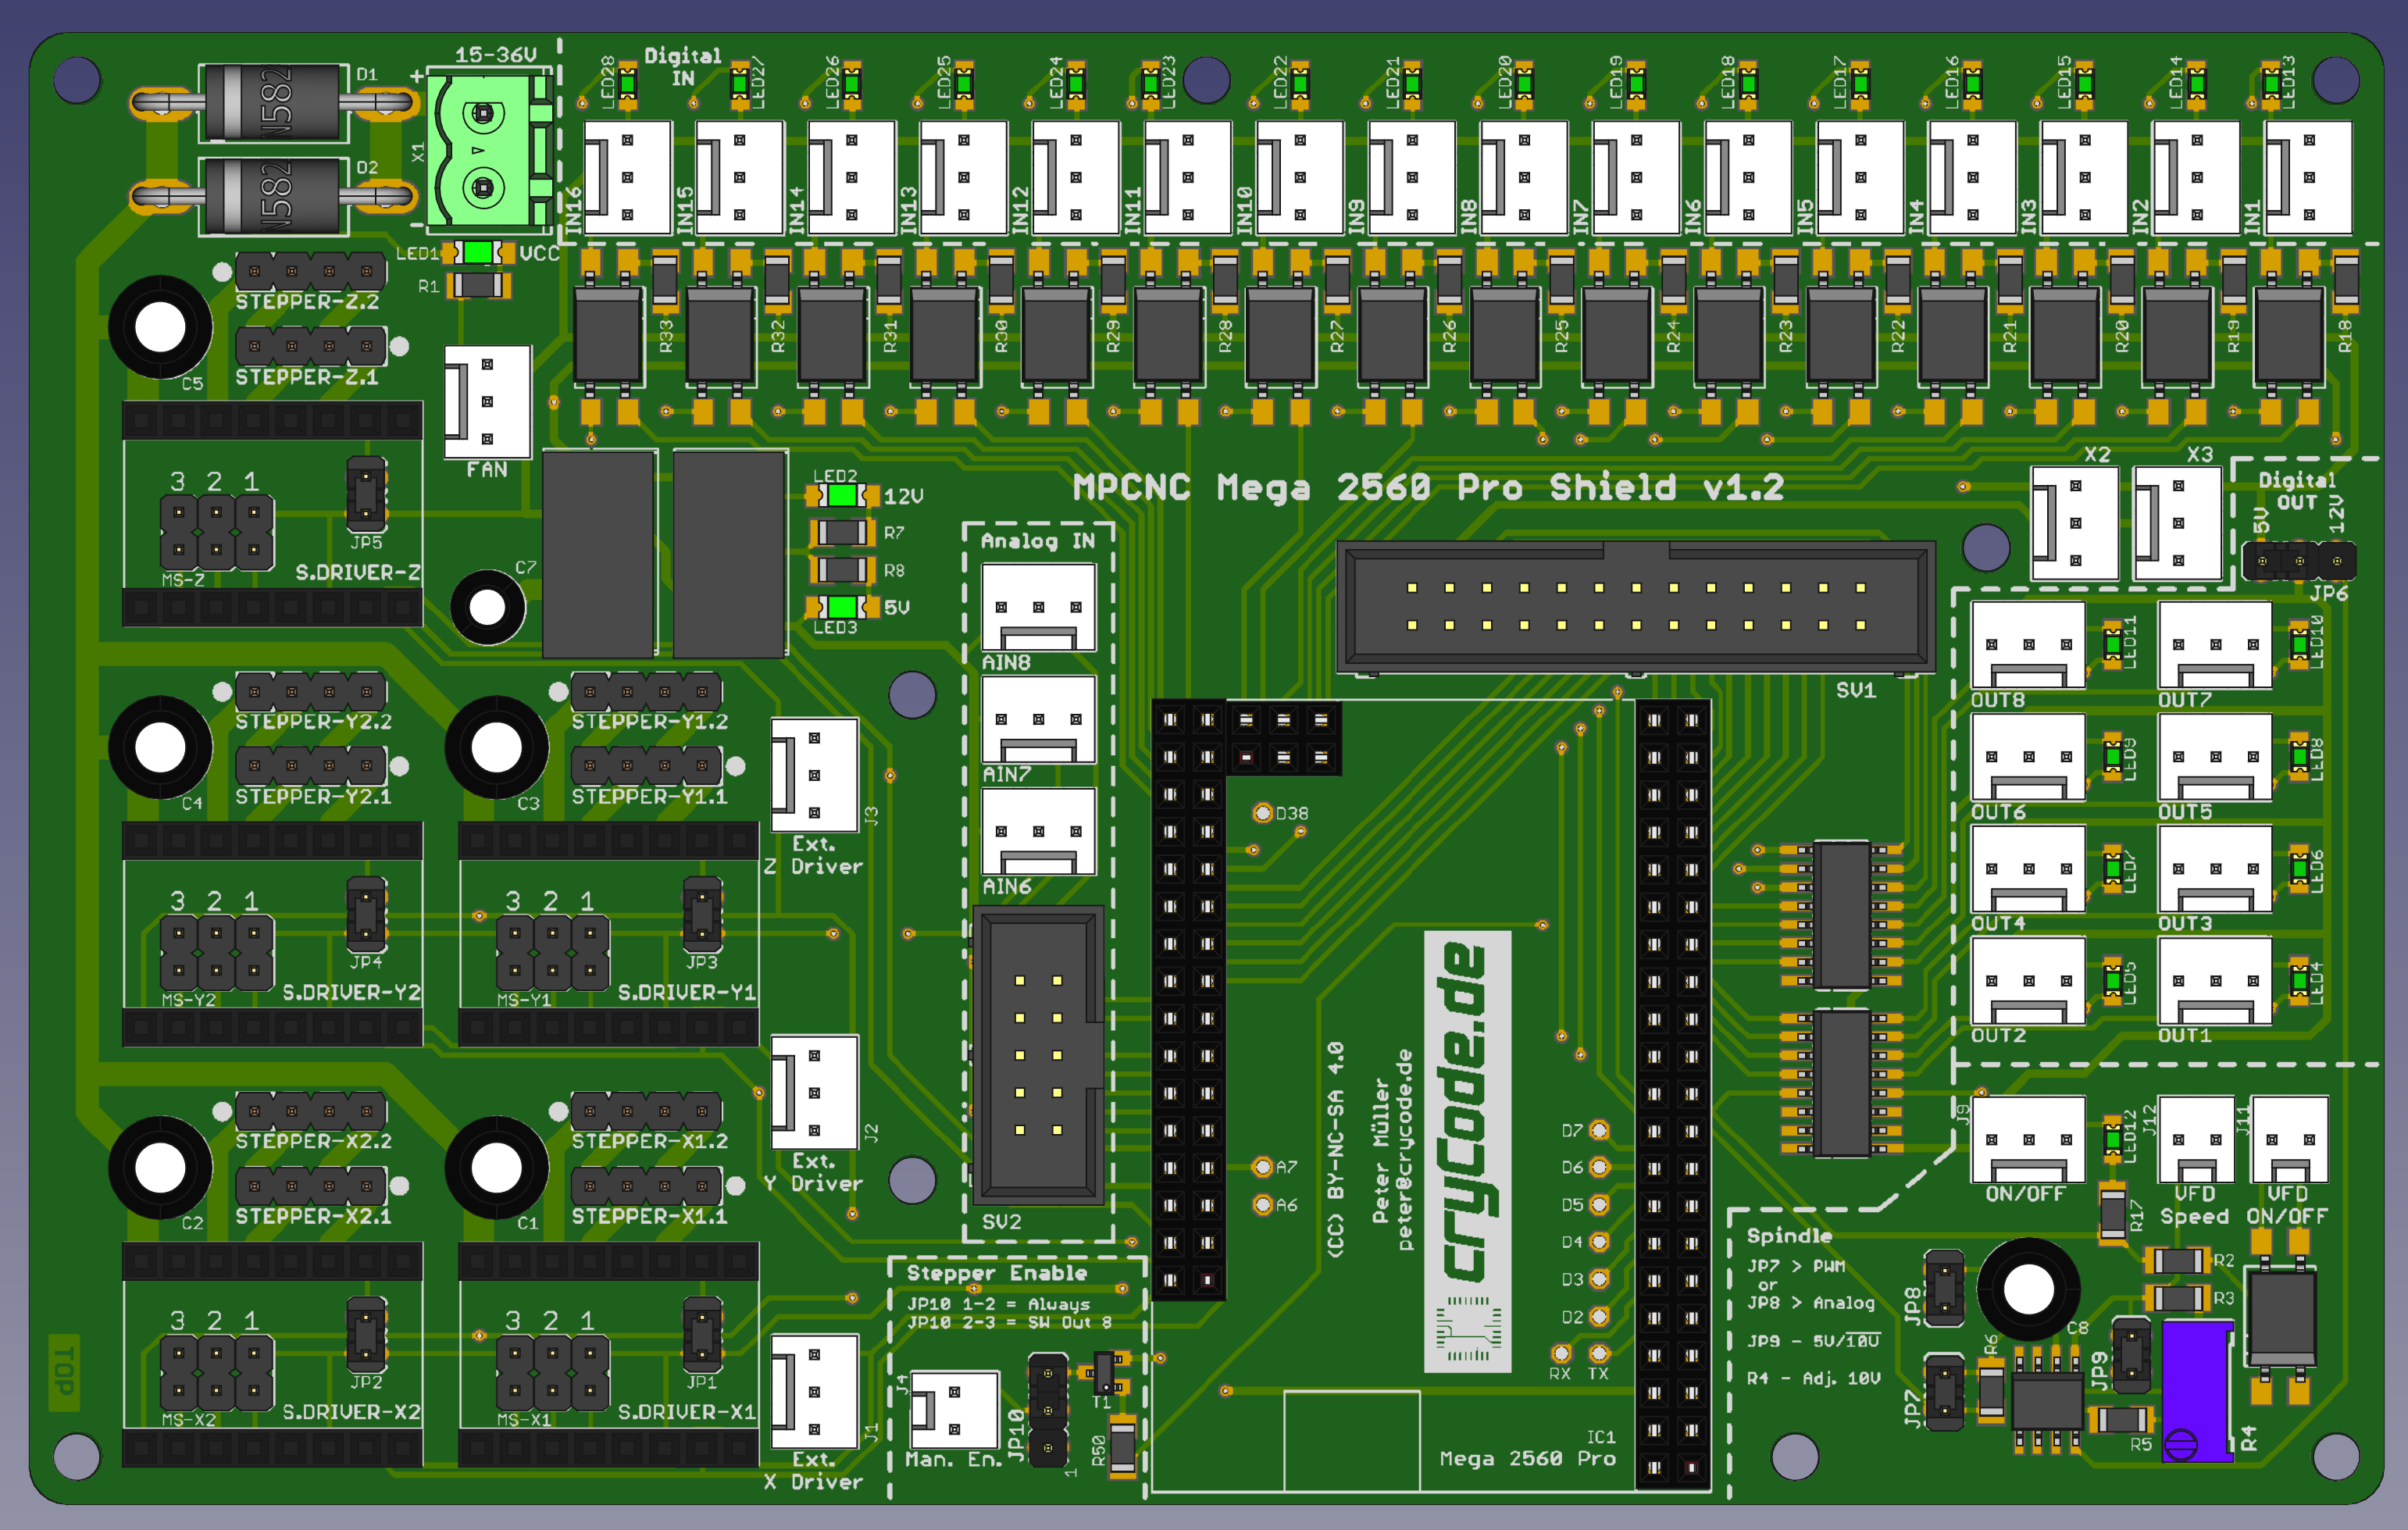 15-36V
+
-
D1
N582
D2
N582
X1
LED1
VCC
R1
Digital
IN
LED28
LED27
LED26
LED25
LED24
LED23
LED22
LED21
LED20
LED19
LED18
LED17
LED16
LED15
LED14
LED13
IN16
IN15
IN14
IN13
IN12
IN11
IN10
IN9
IN8
IN7
IN6
IN5
IN4
IN3
IN2
IN1
R33
R32
R31
R30
R29
R28
R27
R26
R25
R24
R23
R22
R21
R20
R19
R18
STEPPER-Z.2
STEPPER-Z.1
C5
FAN
3 2 1
MS-Z
JP5
S.DRIVER-Z
C7
LED2
12V
R7
R8
5V
LED3
MPCNC Mega 2560 Pro Shield v1.2
X2
X3
Digital
OUT
5V
12V
JP6
Analog IN
AIN8
AIN7
AIN6
SV2
SV1
OUT8
LED11
OUT7
LED10
OUT6
LED9
OUT5
LED8
OUT4
LED7
OUT3
LED6
OUT2
LED5
OUT1
LED4
STEPPER-Y2.2
STEPPER-Y2.1
C4
STEPPER-Y1.2
STEPPER-Y1.1
C3
J3
Ext.
Z Driver
3 2 1
MS-Y2
JP4
S.DRIVER-Y2
3 2 1
MS-Y1
JP3
S.DRIVER-Y1
J2
Ext.
Y Driver
STEPPER-X2.2
STEPPER-X2.1
C2
STEPPER-X1.2
STEPPER-X1.1
C1
3 2 1
MS-X2
JP2
S.DRIVER-X2
3 2 1
MS-X1
JP1
S.DRIVER-X1
J1
Ext.
X Driver
TOP
Stepper Enable
JP10 1-2 = Always
JP10 2-3 = SW Out 8
J4
Man. En.
JP10
1
T1
R50
D38
A7
A6
(CC) BY-NC-SA 4.0
Peter Müller
peter@crycode.de
cryCode.de
D7
D6
D5
D4
D3
D2
RX TX
IC1
Mega 2560 Pro
J9
ON/OFF
LED12
R17
J12
VFD
Speed
J11
VFD
ON/OFF
Spindle
JP7 > PWM
or
JP8 > Analog
JP9 - 5V/10V
R4 - Adj. 10V
JP8
JP7
R6
C8
R2
R3
JP9
R5
R4